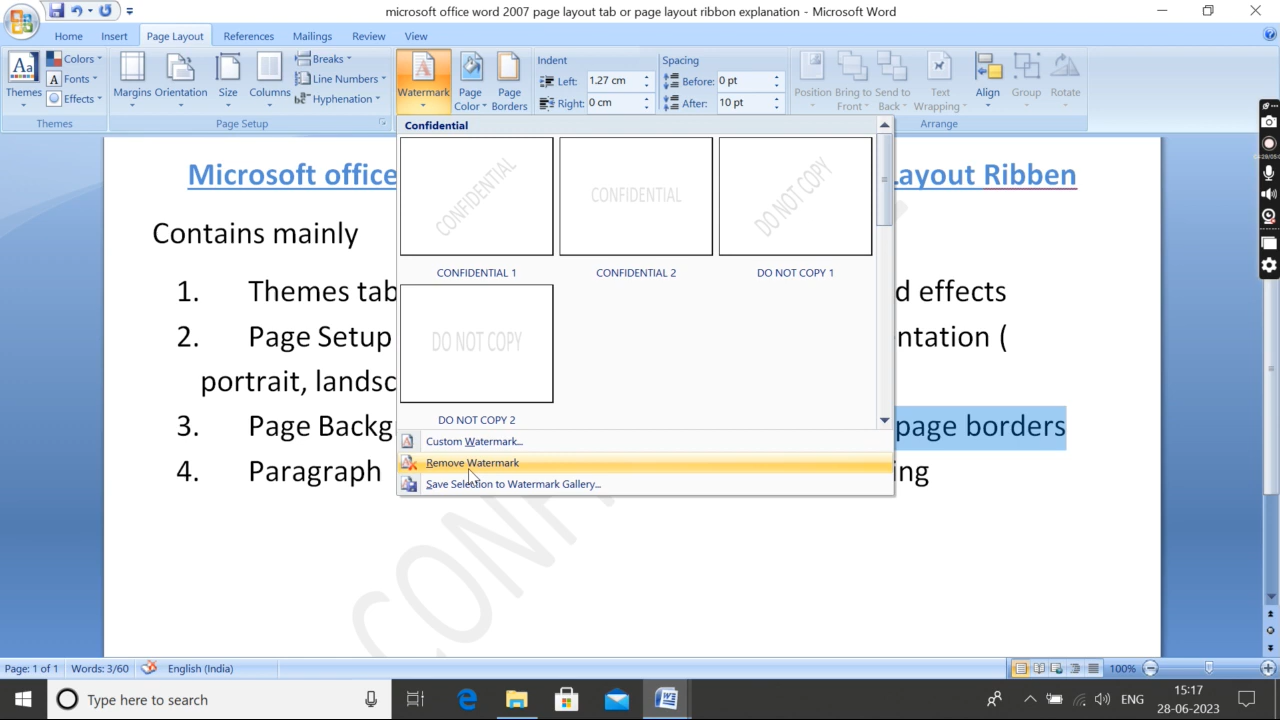 microsoft office word 2007 page layout tab or page layout ribbon explanation - Microsoft Word
Home Insert Page Layout References Mailings Review View
Themes Colors Fonts Effects
Themes
Margins Orientation Size Columns Breaks Line Numbers Hyphenation
Page Setup
Watermark Page Color Page Borders
Indent Spacing
Left: 1.27 cm Before: 0 pt
Right: 0 cm After: 10 pt
Position Bring to Front Send to Back Text Wrapping Align Group Rotate
Arrange
Confidential
CONFIDENTIAL CONFIDENTIAL DO NOT COPY
CONFIDENTIAL 1 CONFIDENTIAL 2 DO NOT COPY 1
DO NOT COPY
DO NOT COPY 2
Custom Watermark...
Remove Watermark
Save Selection to Watermark Gallery...
Microsoft office Layout Ribben
Contains mainly
1. Themes tab d effects
2. Page Setup ntation (
portrait, landsc
3. Page Backg page borders
4. Paragraph ing
CONF
Page: 1 of 1 Words: 3/60 English (India) 100%
Type here to search ENG 15:17
28-06-2023